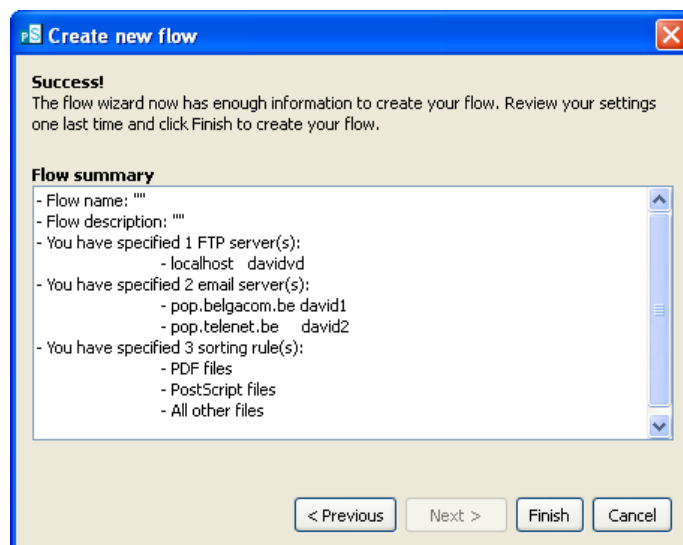 PS Create new flow
Success!
The flow wizard now has enough information to create your flow. Review your settings
one last time and click Finish to create your flow.
Flow summary
- Flow name: ""
- Flow description: ""
- You have specified 1 FTP server(s):
- localhost davidvd
- You have specified 2 email server(s):
- pop.belgacom.be david1
- pop.telenet.be david2
- You have specified 3 sorting rule(s):
- PDF files
- PostScript files
- All other files
< Previous Next > Finish Cancel